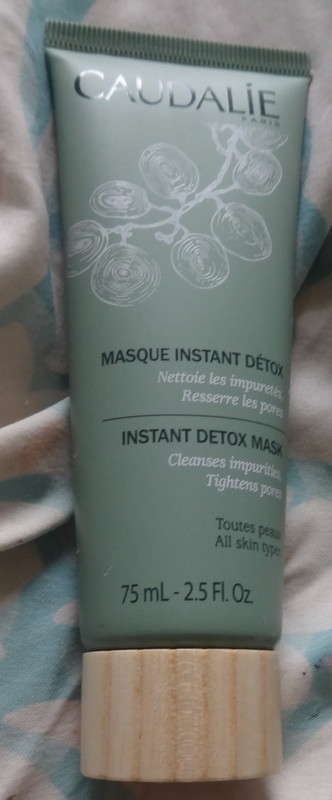 CAUDALÍE
PARIS
MASQUE INSTANT DÉTOX
Nettoie les impuretés,
Resserre les pores
INSTANT DETOX MASK
Cleanses impurities,
Tightens pores
Toutes peaux
All skin types
75 mL - 2.5 Fl. Oz.